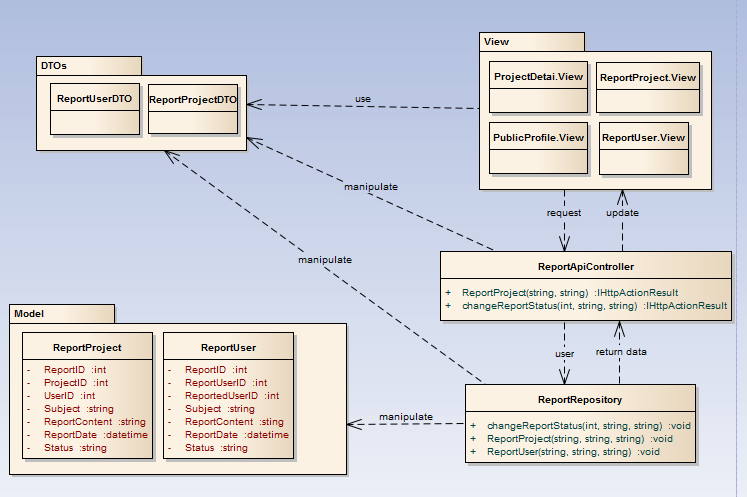 DTOs
ReportUserDTO
ReportProjectDTO
use
View
ProjectDetai.View
ReportProject.View
PublicProfile.View
ReportUser.View
manipulate
request
update
manipulate
ReportApiController
+ ReportProject(string, string) :IHttpActionResult
+ changeReportStatus(int, string, string) :IHttpActionResult
user
return data
Model
ReportProject
- ReportID :int
- ProjectID :int
- UserID :int
- Subject :string
- ReportContent :string
- ReportDate :datetime
- Status :string
ReportUser
- ReportID :int
- ReportUserID :int
- ReportedUserID :int
- Subject :string
- ReportContent :sting
- ReportDate :datetime
- Status :string
manipulate
ReportRepository
+ changeReportStatus(int, string, string) :void
+ ReportProject(string, string, string) :void
+ ReportUser(string, string, string) :void